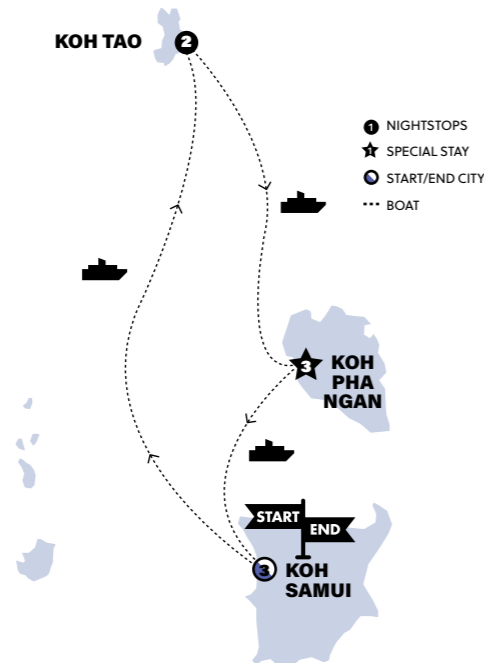 KOH TAO
2
1 NIGHTSTOPS
1 SPECIAL STAY
START/END CITY
BOAT
3
KOH
PHA
NGAN
START
END
3
KOH
SAMUI